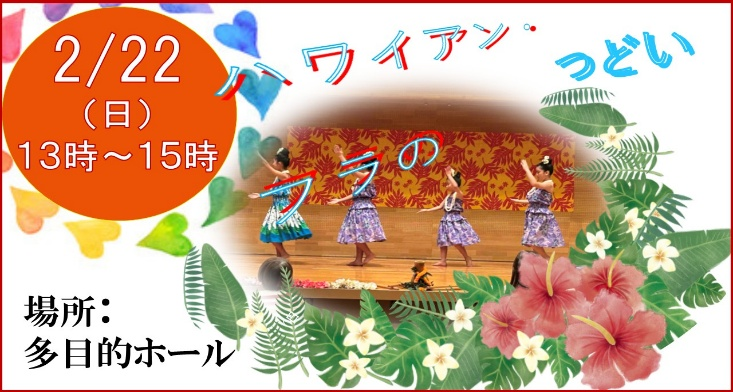 2/22
（日）
13時～15時
ハワイアン・
フラの
つどい
場所：
多目的ホール